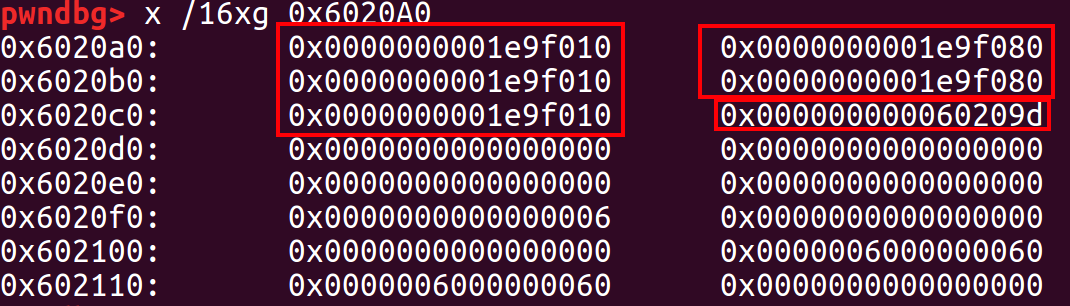 pwndbg> x /16xg 0x6020A0
0x6020a0: 0x0000000001e9f010 0x0000000001e9f080
0x6020b0: 0x0000000001e9f010 0x0000000001e9f080
0x6020c0: 0x0000000001e9f010 0x000000000060209d
0x6020d0: 0x0000000000000000 0x0000000000000000
0x6020e0: 0x0000000000000000 0x0000000000000000
0x6020f0: 0x0000000000000006 0x0000000000000000
0x602100: 0x0000000000000000 0x0000006000000060
0x602110: 0x0000006000000060 0x0000000000000000